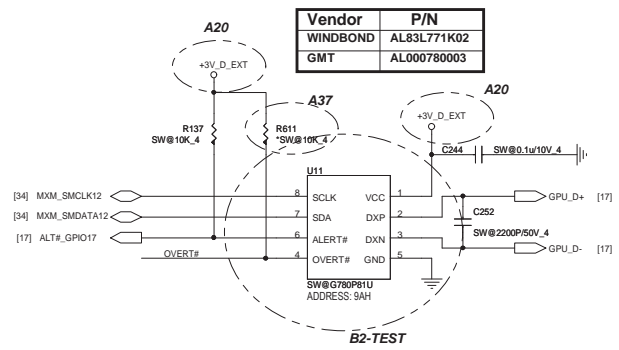 Vendor P/N
WINDBOND AL83L771K02
GMT AL000780003
A20
+3V_D_EXT
R137
SW@10K_4
A37
R611
*SW@10K_4
A20
+3V_D_EXT
C244
SW@0.1u/10V_4
U11
[34] MXM_SMCLK12
8 SCLK VCC 1
[34] MXM_SMDATA12
7 SDA DXP 2
[17] ALT#_GPIO17
6 ALERT# DXN 3
OVERT#
4 OVERT# GND 5
GPU_D+ [17]
C252
SW@2200P/50V_4
GPU_D- [17]
SW@G780P81U
ADDRESS: 9AH
B2-TEST